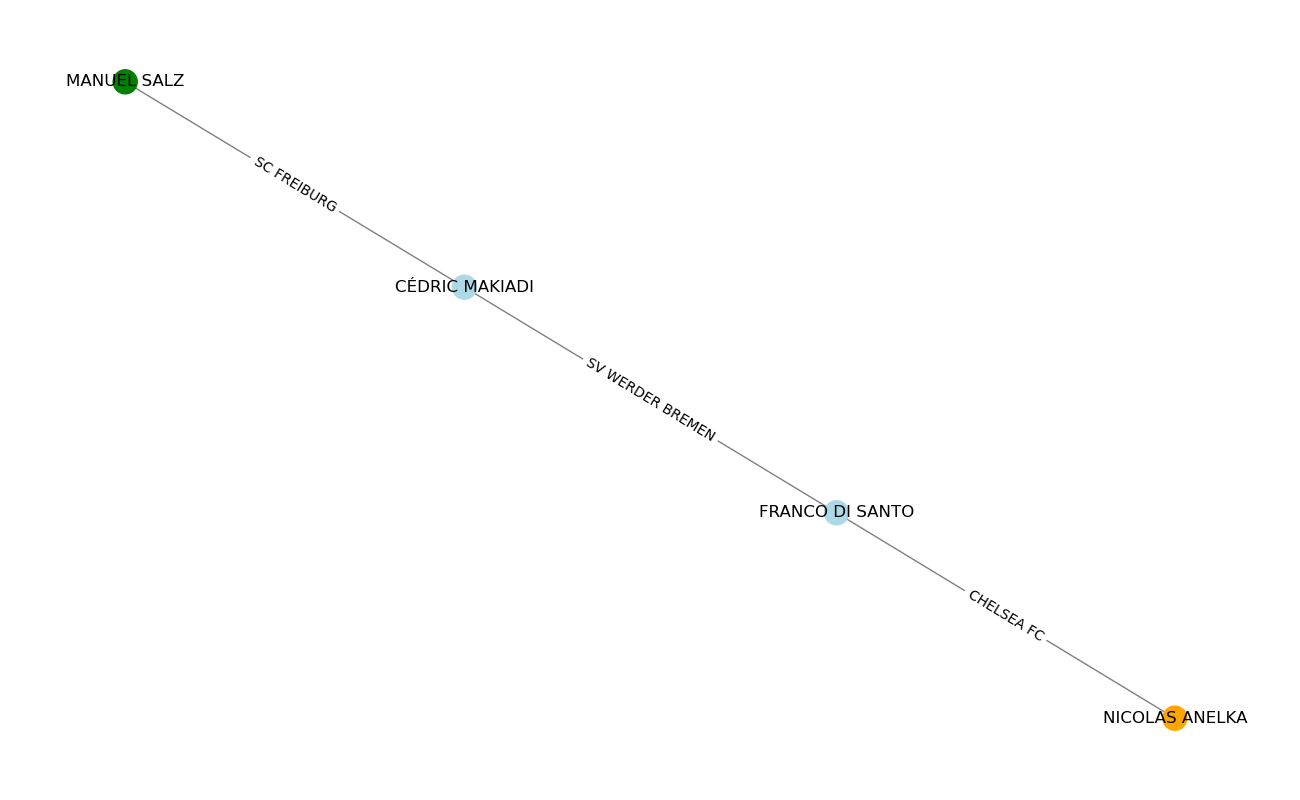 MANUEL SALZ
SC FREIBURG
CÉDRIC MAKIADI
SV WERDER BREMEN
FRANCO DI SANTO
CHELSEA FC
NICOLAS ANELKA